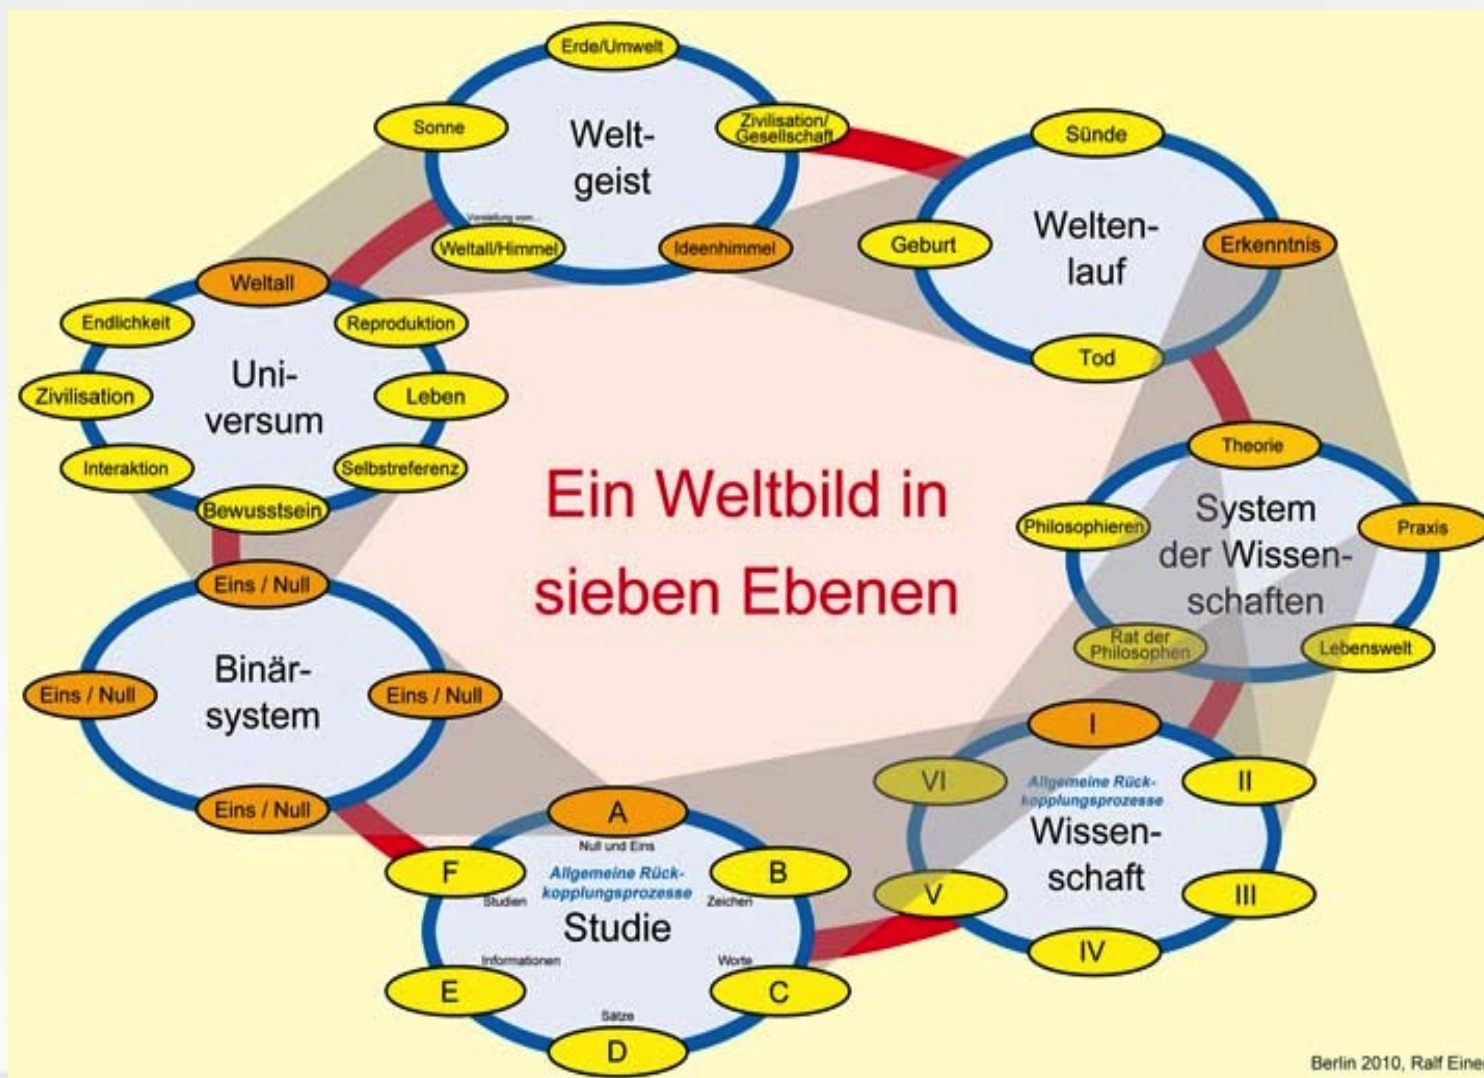 Erde/Umwelt
Sonne
Zivilisation/
Gesellschaft
Welt-
geist
Vorstellung vom...
Weltall/Himmel
Ideenhimmel
Sünde
Geburt
Welten-
lauf
Erkenntnis
Tod
Weltall
Endlichkeit
Reproduktion
Zivilisation
Uni-
versum
Leben
Interaktion
Selbstreferenz
Bewusstsein
Ein Weltbild in
sieben Ebenen
Theorie
Philosophieren
System
der Wissen-
schaften
Praxis
Rat der
Philosophen
Lebenswelt
Eins / Null
Eins / Null
Binär-
system
Eins / Null
Eins / Null
I
VI
Allgemeine Rück-
kopplungsprozesse
II
Wissen-
schaft
V
III
IV
A
Null und Eins
F
Allgemeine Rück-
kopplungsprozesse
B
Studien
Zeichen
Studie
Informationen
Worte
E
C
Sätze
D
Berlin 2010, Ralf Einer